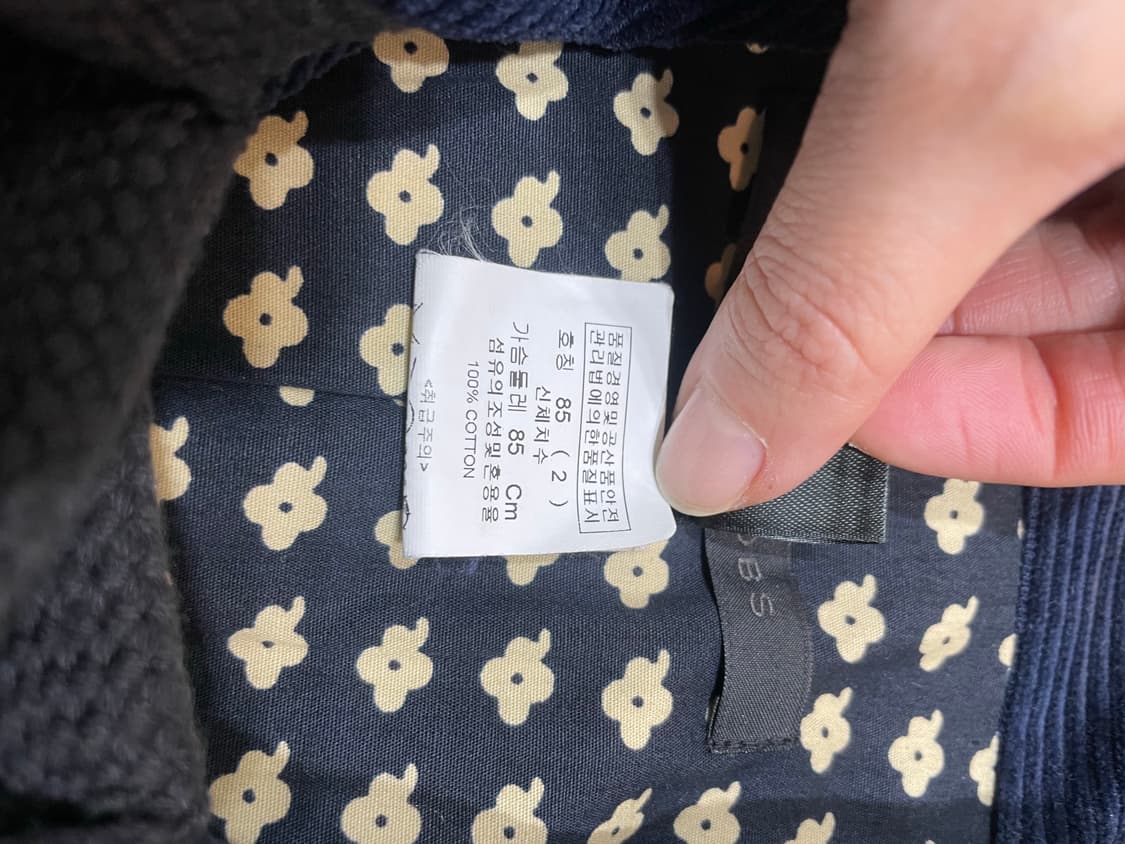 품질경영및공산품안전
관리법에의한품질표시
호칭 85 ( 2 )
신체치수
가슴둘레 85 Cm
섬유의조성및혼용율
100% COTTON
<취급주의>
OBS